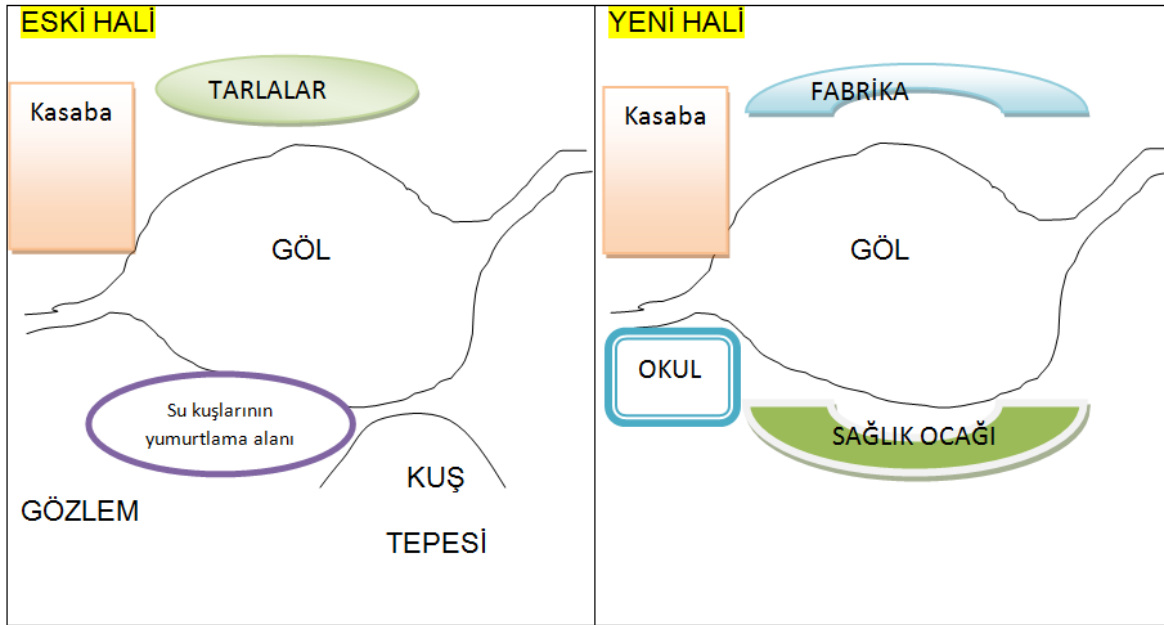 ESKİ HALİ
TARLALAR
Kasaba
GÖL
Su kuşlarının
yumurtlama alanı
KUŞ
TEPESİ
GÖZLEM
YENİ HALİ
FABRİKA
Kasaba
GÖL
OKUL
SAĞLIK OCAĞI